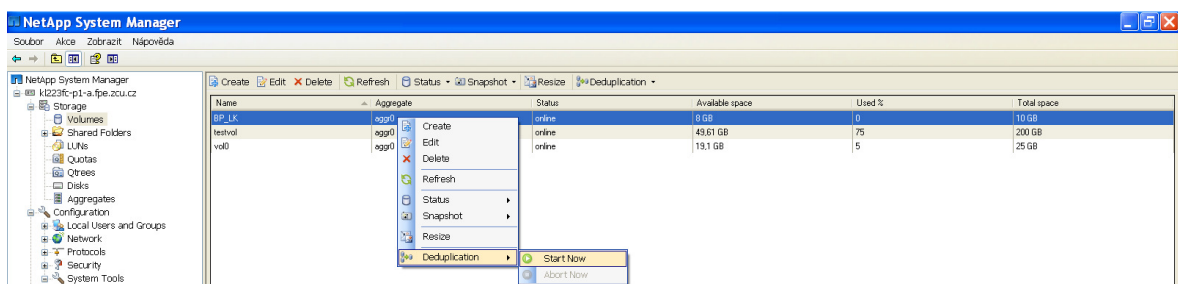 NetApp System Manager
Soubor Akce Zobrazit Nápověda
NetApp System Manager
kl223fc-p1-a.fpe.zcu.cz
Storage
Volumes
Shared Folders
LUNs
Quotas
Qtrees
Disks
Aggregates
Configuration
Local Users and Groups
Network
Protocols
Security
System Tools
Create Edit Delete Refresh Status Snapshot Resize Deduplication
Name Aggregate Status Available space Used % Total space
BP_LK aggr0 online 8 GB 0 10 GB
testvol aggr0 online 49,61 GB 75 200 GB
vol0 aggr0 online 19,1 GB 5 25 GB
Create
Edit
Delete
Refresh
Status
Snapshot
Resize
Deduplication
Start Now
Abort Now